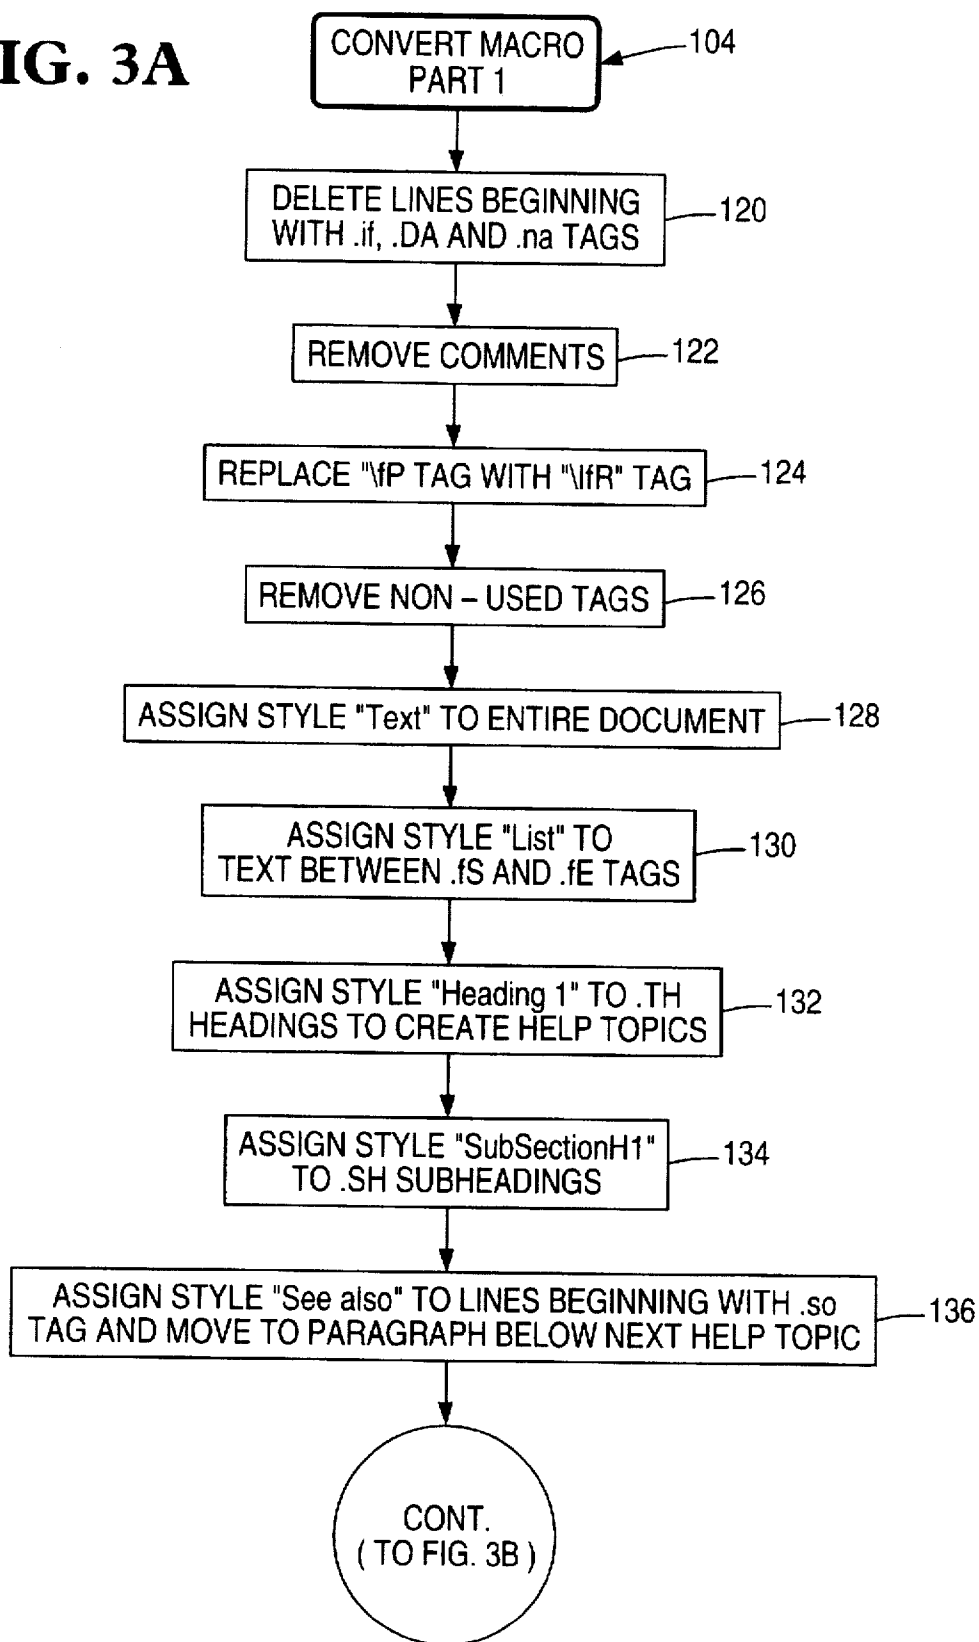 IG. 3A
CONVERT MACRO
PART 1
104
DELETE LINES BEGINNING
WITH .if, .DA AND .na TAGS
120
REMOVE COMMENTS
122
REPLACE "\fP TAG WITH "\IfR" TAG
124
REMOVE NON – USED TAGS
126
ASSIGN STYLE "Text" TO ENTIRE DOCUMENT
128
ASSIGN STYLE "List" TO
TEXT BETWEEN .fS AND .fE TAGS
130
ASSIGN STYLE "Heading 1" TO .TH
HEADINGS TO CREATE HELP TOPICS
132
ASSIGN STYLE "SubSectionH1"
TO .SH SUBHEADINGS
134
ASSIGN STYLE "See also" TO LINES BEGINNING WITH .so
TAG AND MOVE TO PARAGRAPH BELOW NEXT HELP TOPIC
136
CONT.
( TO FIG. 3B )